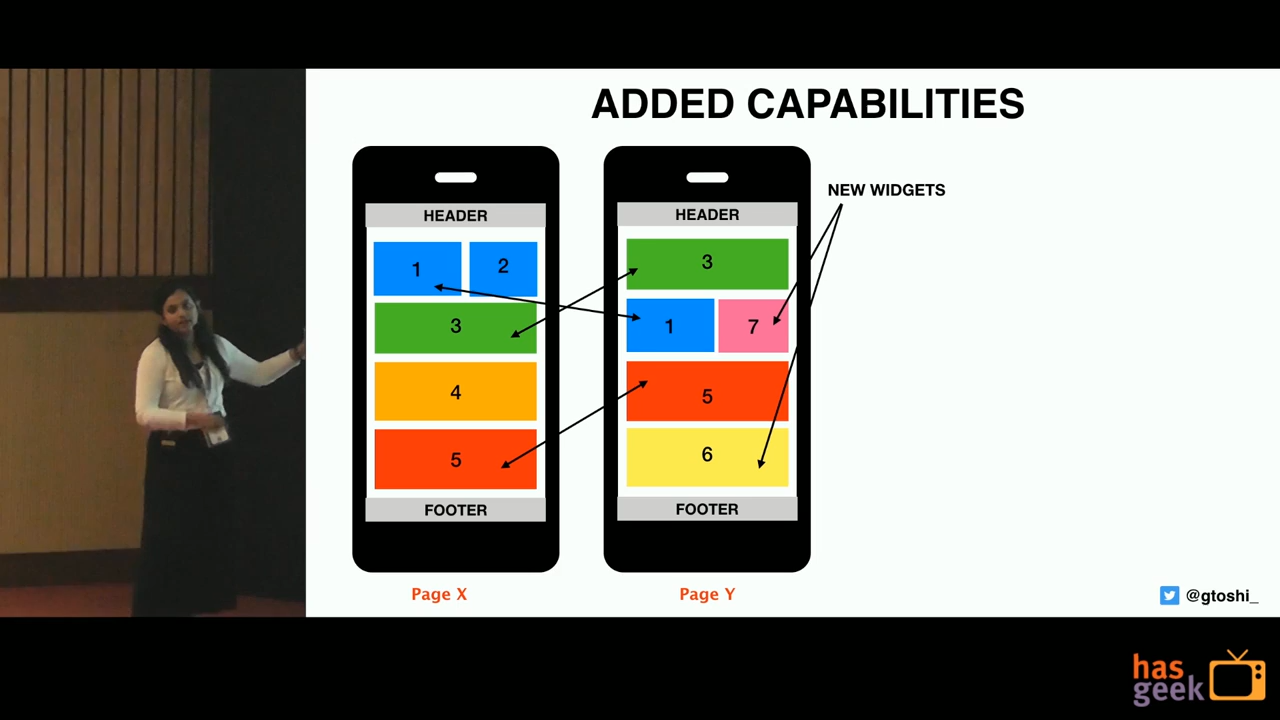 ADDED CAPABILITIES
HEADER
1
2
3
4
5
FOOTER
Page X
HEADER
3
1
7
5
6
FOOTER
Page Y
NEW WIDGETS
@gtoshi_
has
geek